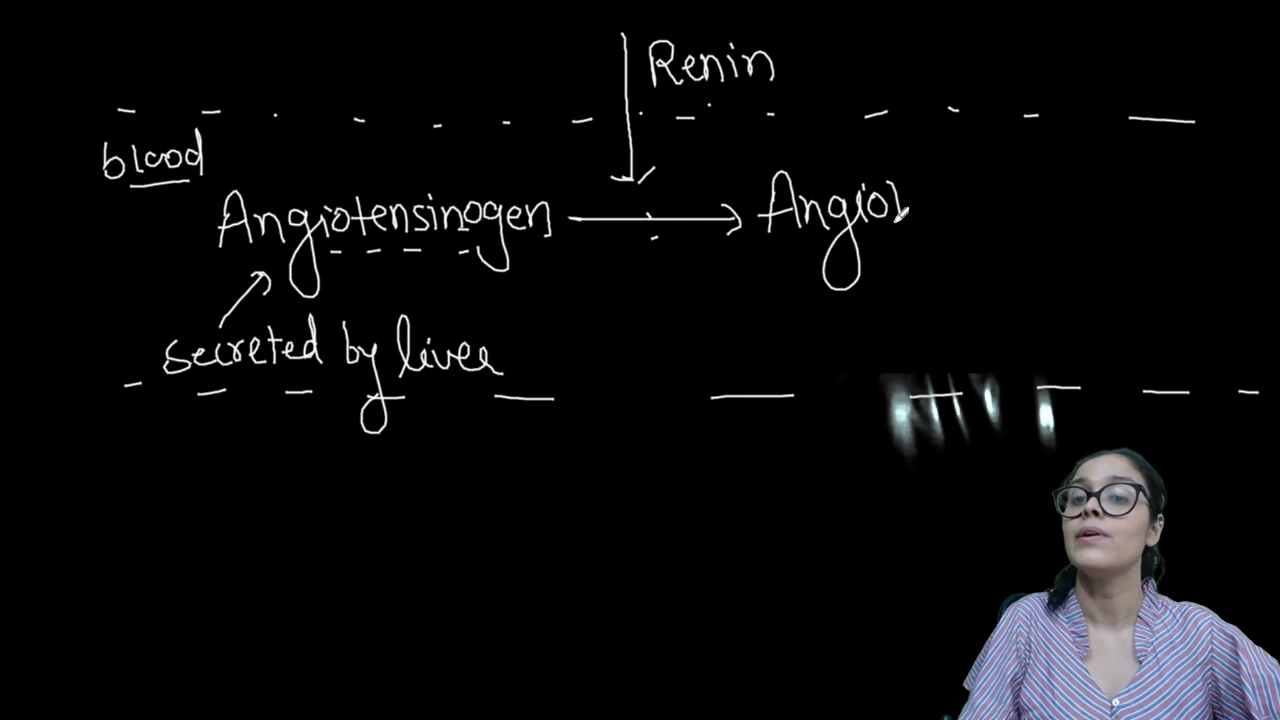 Renin
blood
Angiotensinogen → Angiot
secreted by liver